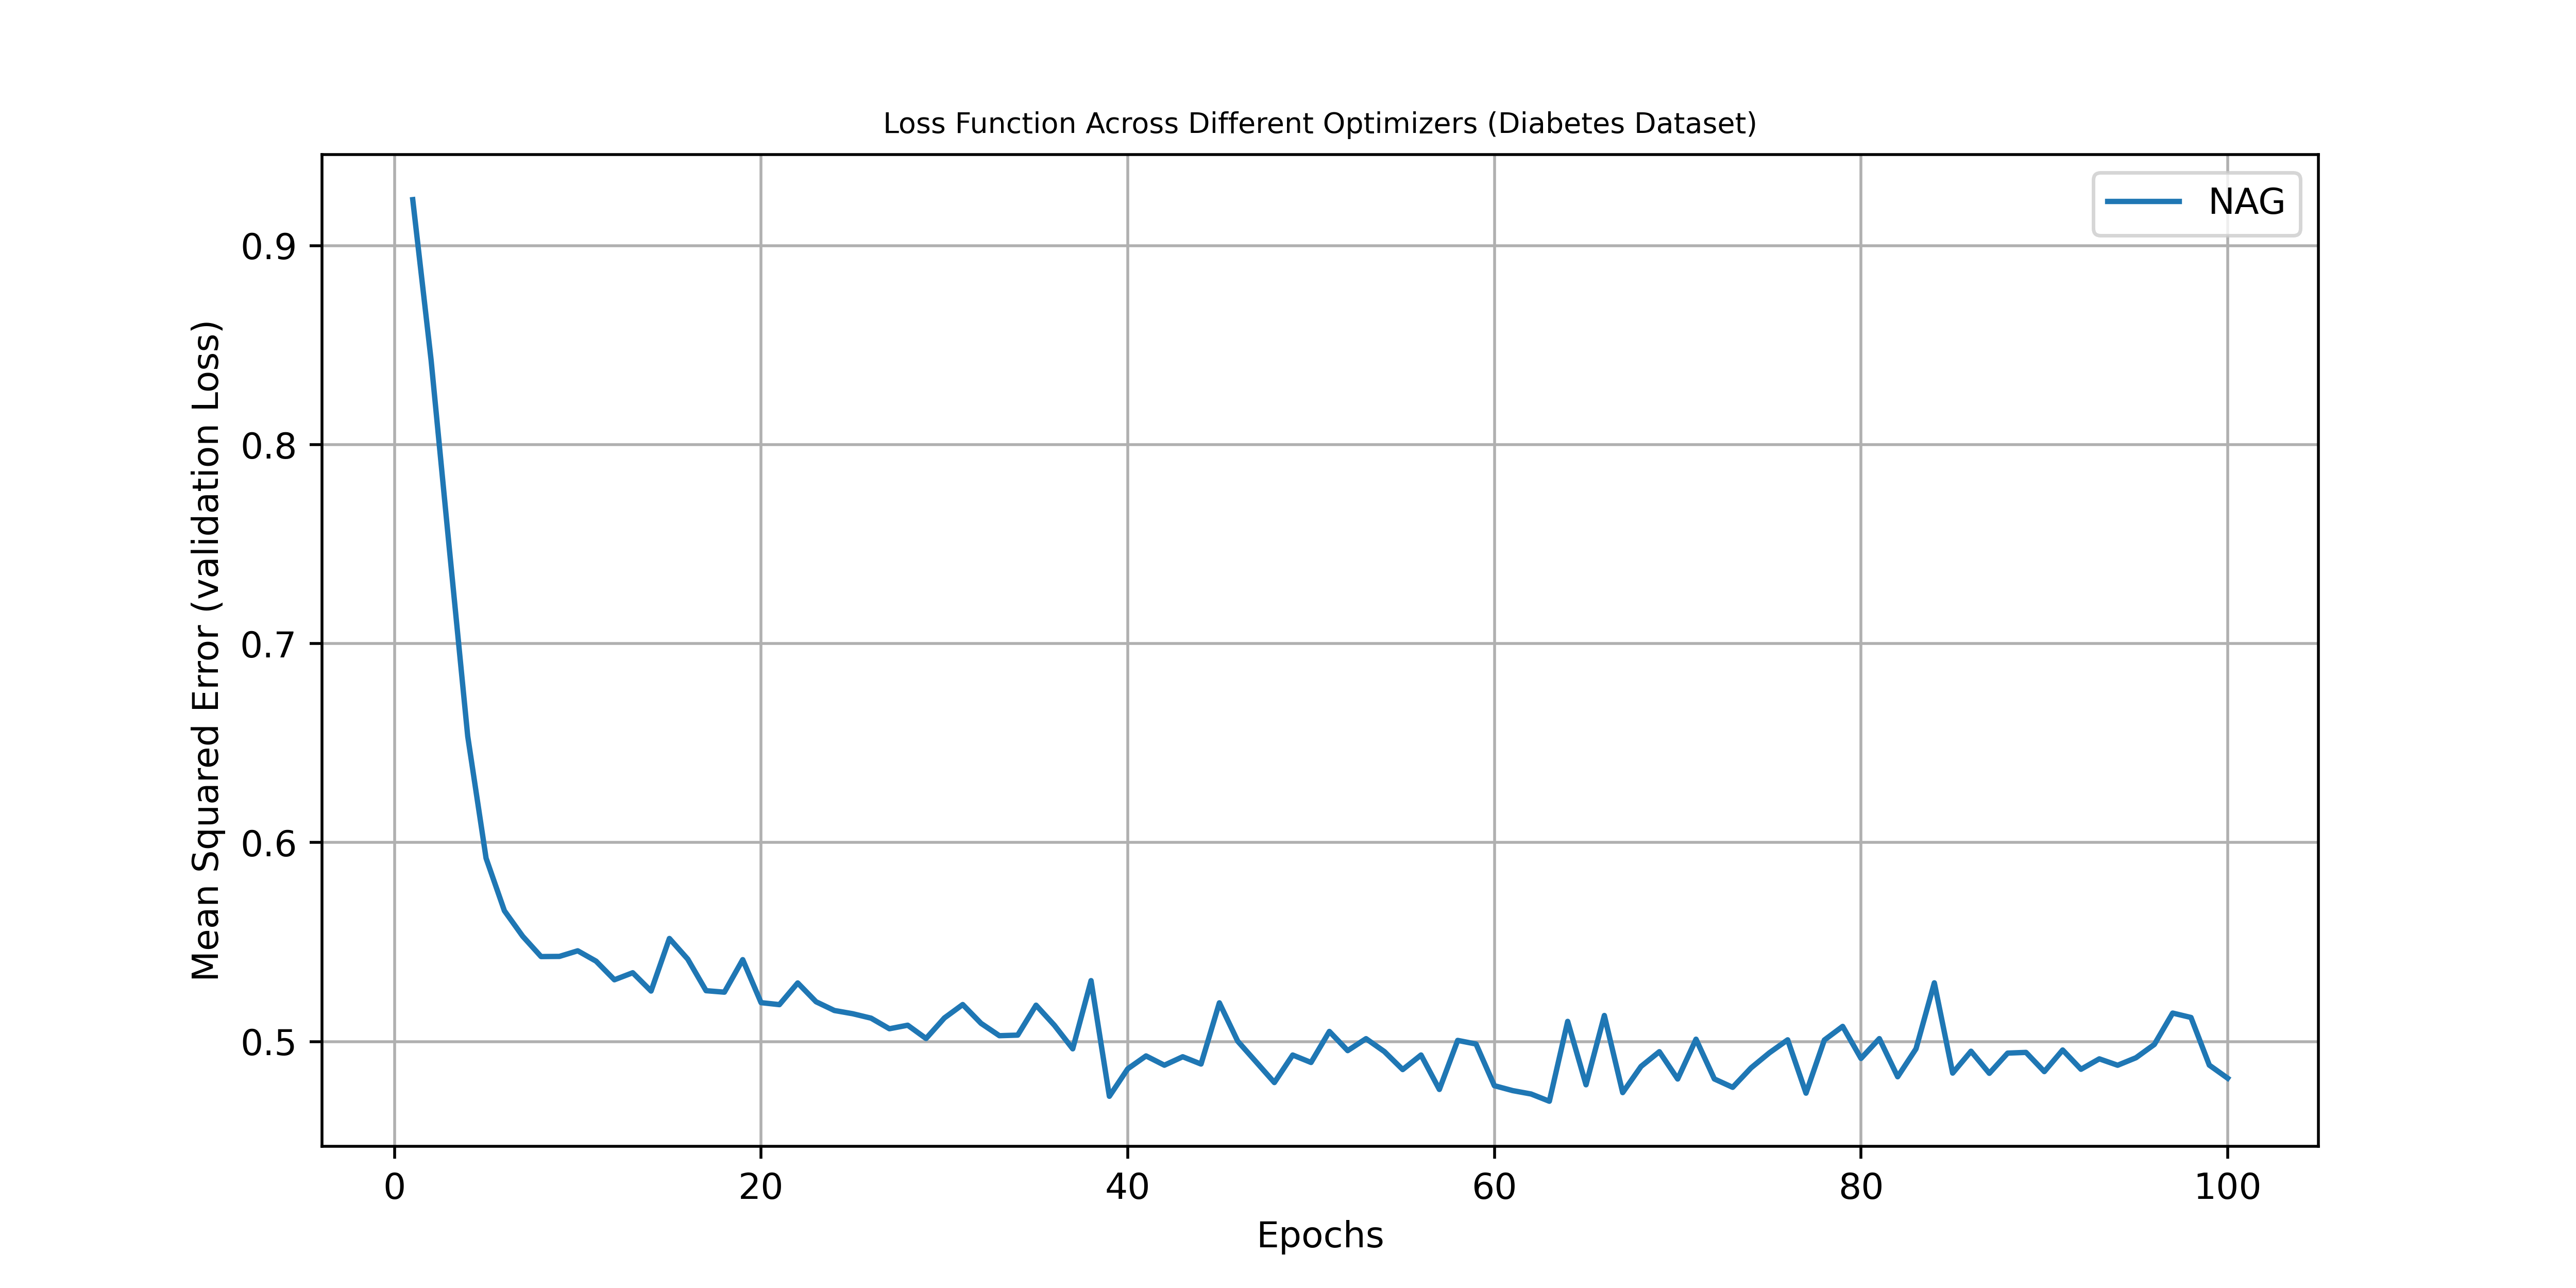 Loss Function Across Different Optimizers (Diabetes Dataset)
NAG
Mean Squared Error (validation Loss)
0.9
0.8
0.7
0.6
0.5
0 20 40 60 80 100
Epochs